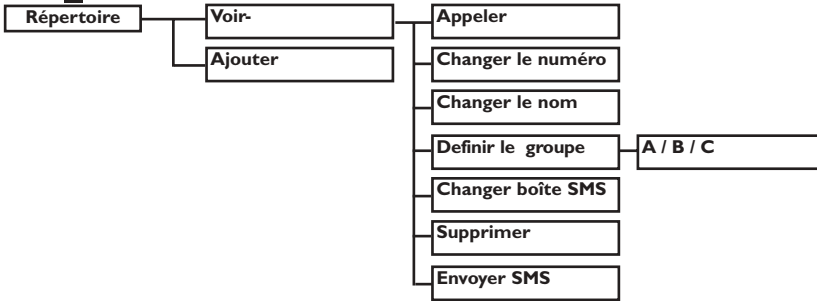 Répertoire
Voir-
Ajouter
Appeler
Changer le numéro
Changer le nom
Definir le groupe
A / B / C
Changer boîte SMS
Supprimer
Envoyer SMS